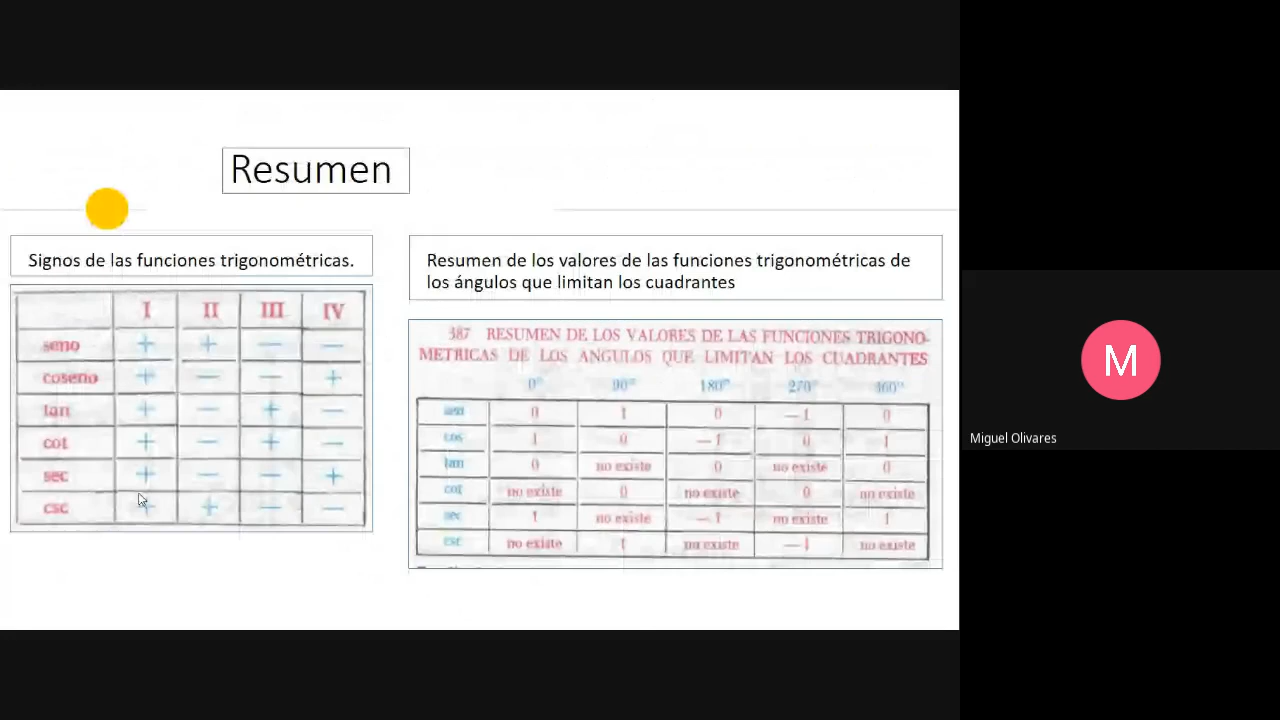 Resumen
Signos de las funciones trigonométricas.
I II III IV
seno + + — —
coseno + — — +
tan + — + —
cot + — + —
sec + — — +
csc + + — —
Resumen de los valores de las funciones trigonométricas de
los ángulos que limitan los cuadrantes
387 RESUMEN DE LOS VALORES DE LAS FUNCIONES TRIGONO-
METRICAS DE LOS ANGULOS QUE LIMITAN LOS CUADRANTES
0° 90° 180° 270° 360°
sen 0 1 0 —1 0
cos 1 0 —1 0 1
tan 0 no existe 0 no existe 0
cot no existe 0 no existe 0 no existe
sec 1 no existe —1 no existe 1
csc no existe 1 no existe —1 no existe
M
Miguel Olivares